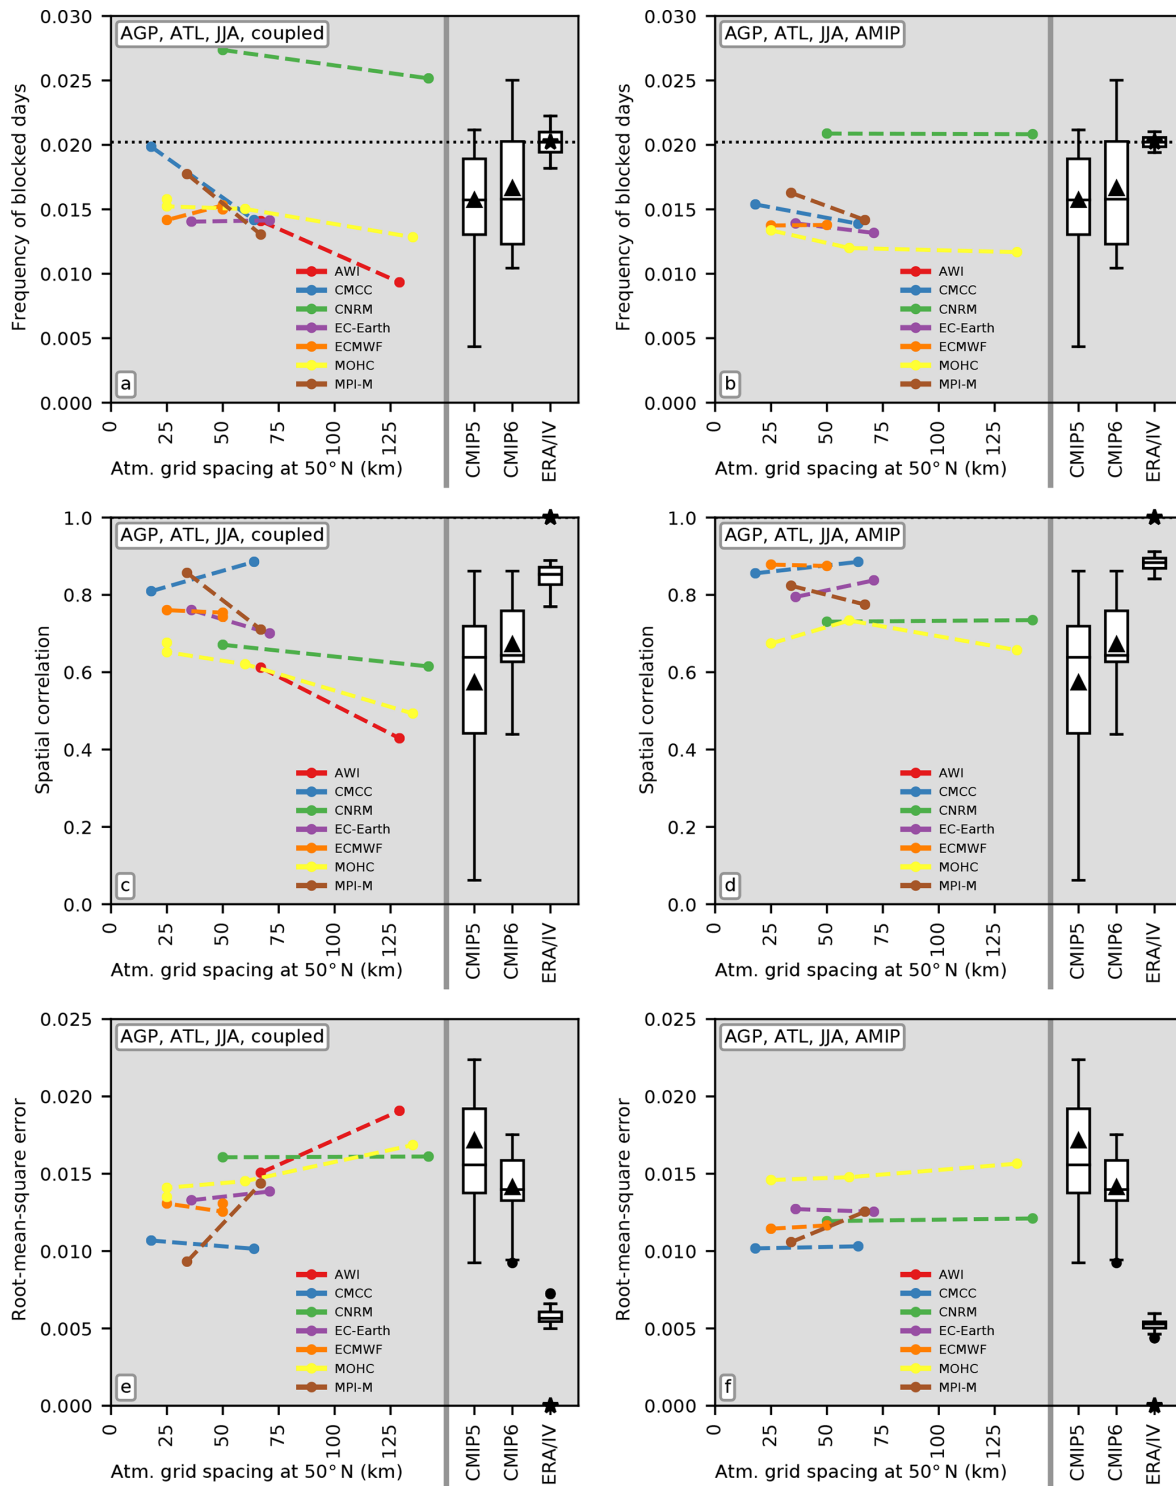 AGP, ATL, JJA, coupled
Frequency of blocked days
0.030
0.025
0.020
0.015
0.010
0.005
0.000
AWI
CMCC
CNRM
EC-Earth
ECMWF
MOHC
MPI-M
a
0 25 50 75 100 125 CMIP5 CMIP6 ERA/IV
Atm. grid spacing at 50° N (km)
AGP, ATL, JJA, AMIP
Frequency of blocked days
0.030
0.025
0.020
0.015
0.010
0.005
0.000
AWI
CMCC
CNRM
EC-Earth
ECMWF
MOHC
MPI-M
b
0 25 50 75 100 125 CMIP5 CMIP6 ERA/IV
Atm. grid spacing at 50° N (km)
AGP, ATL, JJA, coupled
Spatial correlation
1.0
0.8
0.6
0.4
0.2
0.0
AWI
CMCC
CNRM
EC-Earth
ECMWF
MOHC
MPI-M
c
0 25 50 75 100 125 CMIP5 CMIP6 ERA/IV
Atm. grid spacing at 50° N (km)
AGP, ATL, JJA, AMIP
Spatial correlation
1.0
0.8
0.6
0.4
0.2
0.0
AWI
CMCC
CNRM
EC-Earth
ECMWF
MOHC
MPI-M
d
0 25 50 75 100 125 CMIP5 CMIP6 ERA/IV
Atm. grid spacing at 50° N (km)
AGP, ATL, JJA, coupled
Root-mean-square error
0.025
0.020
0.015
0.010
0.005
0.000
AWI
CMCC
CNRM
EC-Earth
ECMWF
MOHC
MPI-M
e
0 25 50 75 100 125 CMIP5 CMIP6 ERA/IV
Atm. grid spacing at 50° N (km)
AGP, ATL, JJA, AMIP
Root-mean-square error
0.025
0.020
0.015
0.010
0.005
0.000
AWI
CMCC
CNRM
EC-Earth
ECMWF
MOHC
MPI-M
f
0 25 50 75 100 125 CMIP5 CMIP6 ERA/IV
Atm. grid spacing at 50° N (km)